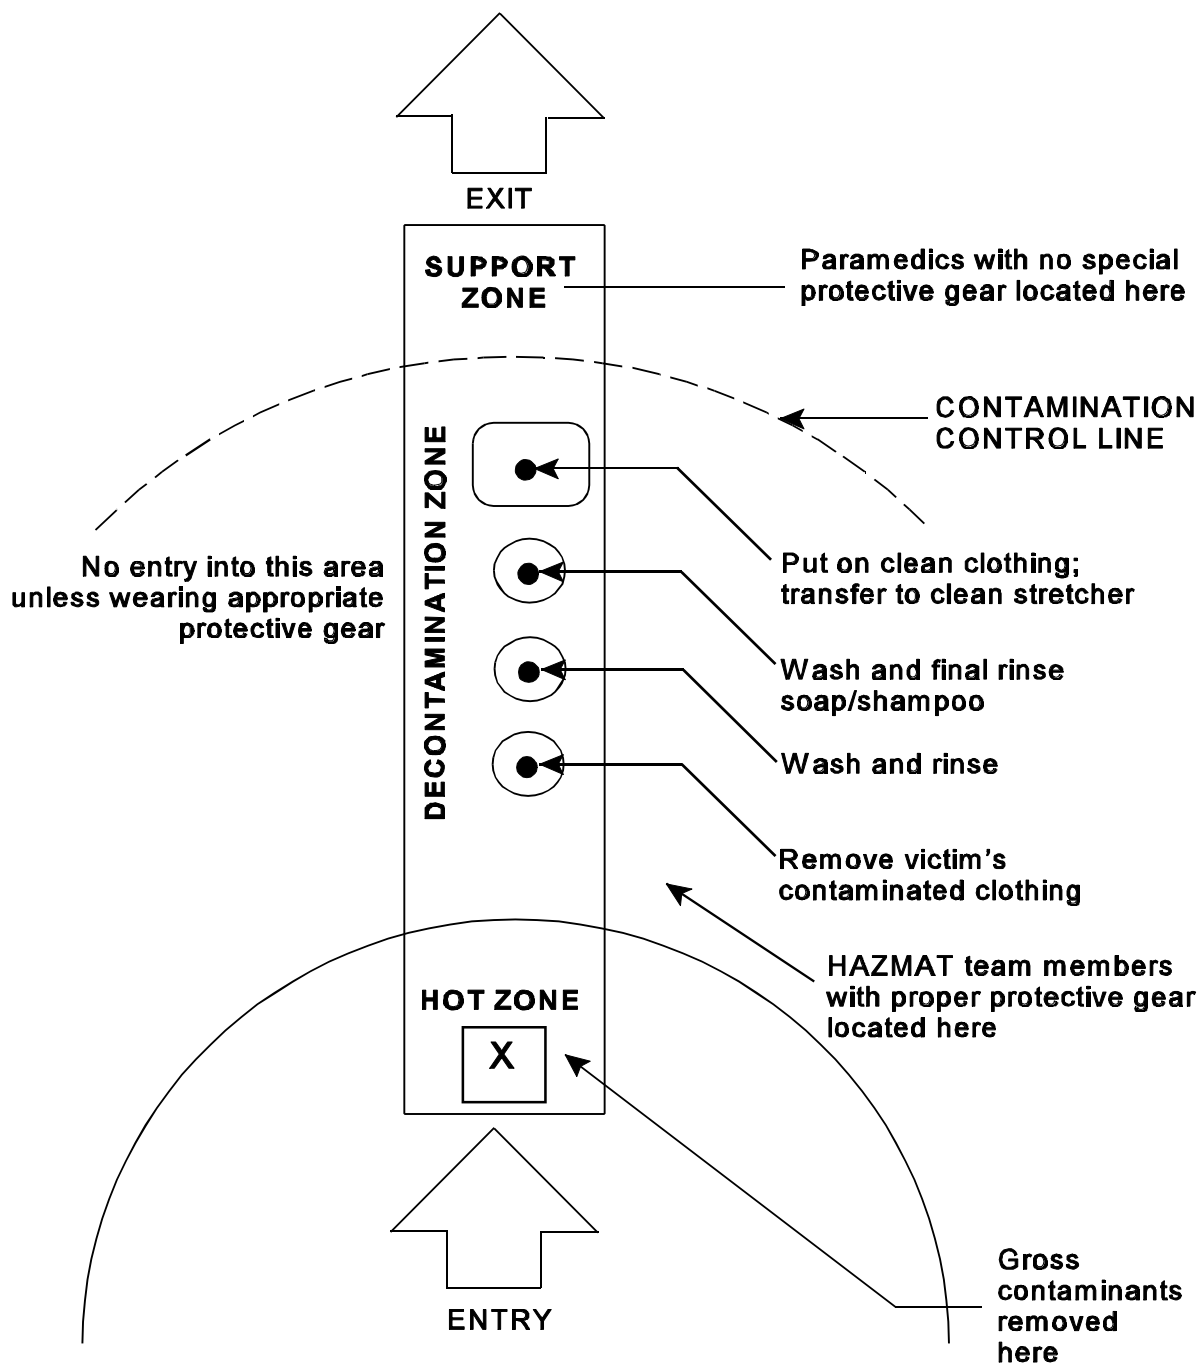 EXIT
SUPPORT
ZONE
Paramedics with no special
protective gear located here
CONTAMINATION
CONTROL LINE
DECONTAMINATION ZONE
No entry into this area
unless wearing appropriate
protective gear
Put on clean clothing;
transfer to clean stretcher
Wash and final rinse
soap/shampoo
Wash and rinse
Remove victim's
contaminated clothing
HAZMAT team members
with proper protective gear
located here
HOT ZONE
X
ENTRY
Gross
contaminants
removed
here